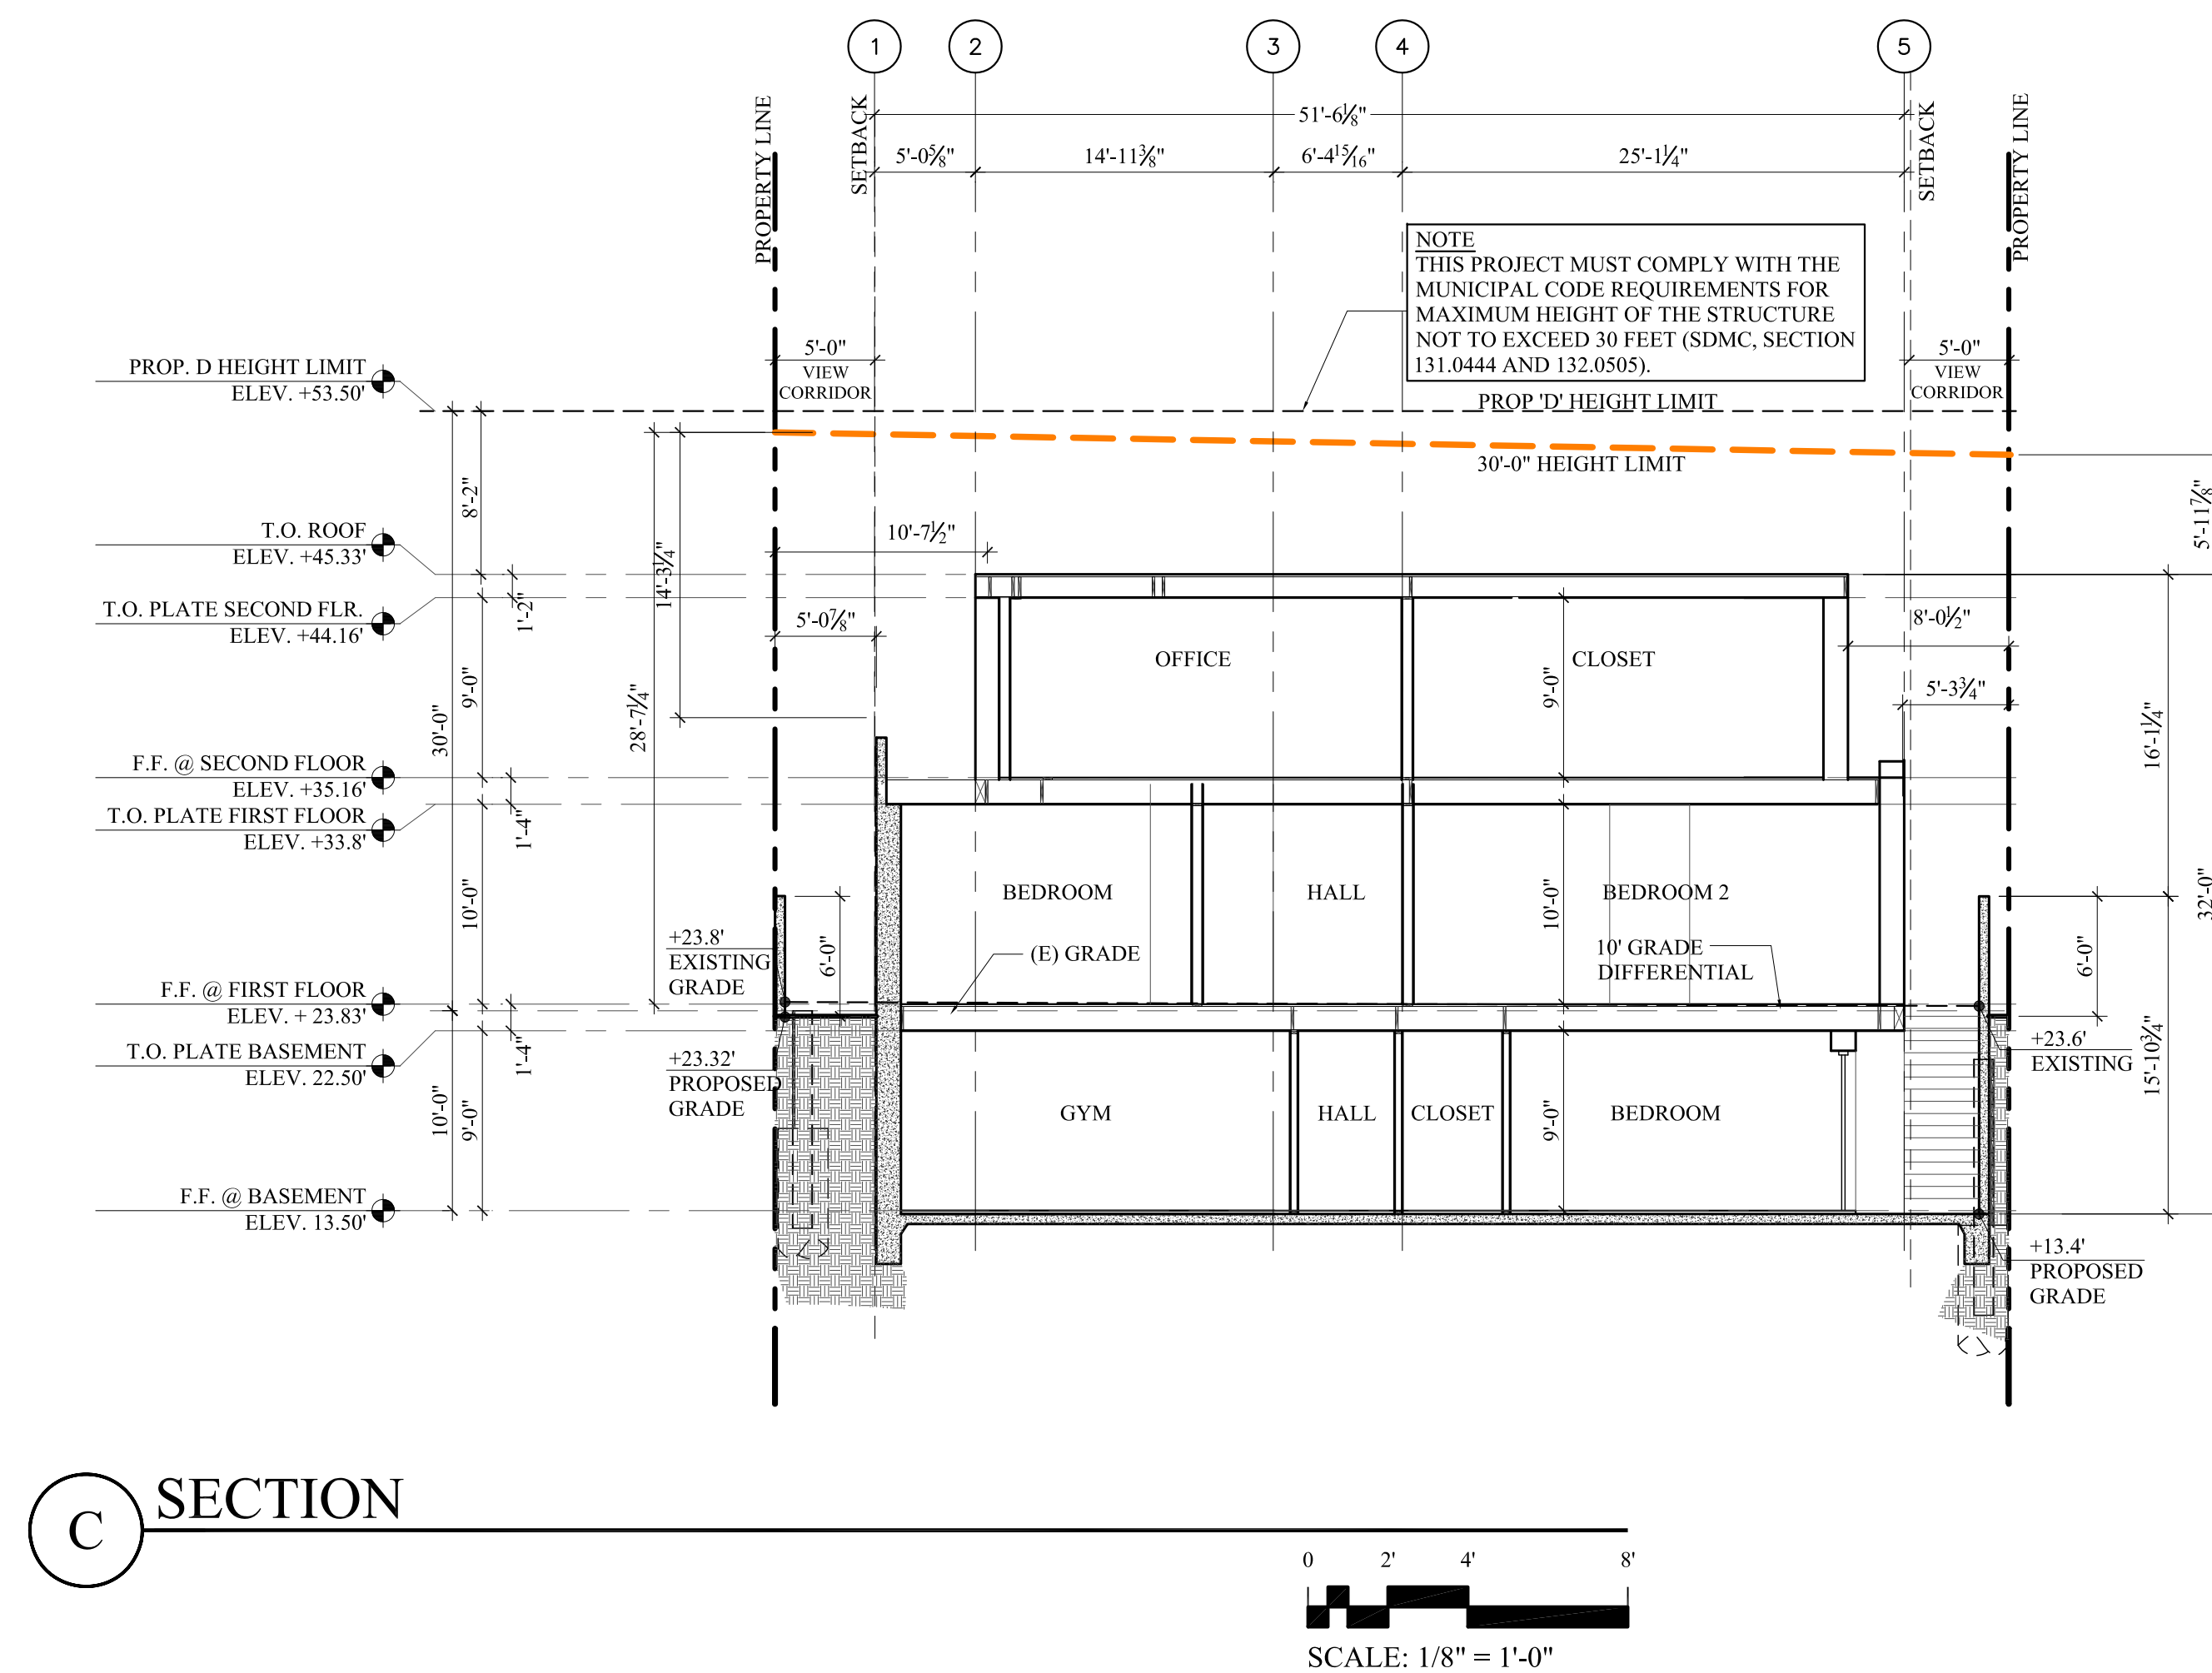 1
2
3
4
5
PROPERTY LINE
SETBACK
SETBACK
PROPERTY LINE
51'-6⅛"
5'-0⅝"
14'-11⅜"
6'-4 15/16"
25'-1¼"
NOTE
THIS PROJECT MUST COMPLY WITH THE
MUNICIPAL CODE REQUIREMENTS FOR
MAXIMUM HEIGHT OF THE STRUCTURE
NOT TO EXCEED 30 FEET (SDMC, SECTION
131.0444 AND 132.0505).
5'-0"
VIEW
CORRIDOR
5'-0"
VIEW
CORRIDOR
PROP. D HEIGHT LIMIT
ELEV. +53.50'
PROP 'D' HEIGHT LIMIT
30'-0" HEIGHT LIMIT
8'-2"
5'-11⅞"
T.O. ROOF
ELEV. +45.33'
10'-7½"
14'-3¼"
T.O. PLATE SECOND FLR.
ELEV. +44.16'
1'-2"
5'-0⅞"
8'-0½"
OFFICE
CLOSET
9'-0"
9'-0"
5'-3¾"
30'-0"
28'-7¼"
16'-1¼"
F.F. @ SECOND FLOOR
ELEV. +35.16'
T.O. PLATE FIRST FLOOR
ELEV. +33.8'
1'-4"
10'-0"
BEDROOM
HALL
10'-0"
BEDROOM 2
32'-0"
+23.8'
EXISTING
GRADE
6'-0"
(E) GRADE
10' GRADE
DIFFERENTIAL
6'-0"
F.F. @ FIRST FLOOR
ELEV. + 23.83'
T.O. PLATE BASEMENT
ELEV. 22.50'
1'-4"
+23.32'
PROPOSED
GRADE
+23.6'
EXISTING
15'-10¾"
10'-0"
9'-0"
GYM
HALL
CLOSET
9'-0"
BEDROOM
F.F. @ BASEMENT
ELEV. 13.50'
+13.4'
PROPOSED
GRADE
C
SECTION
0
2'
4'
8'
SCALE: 1/8" = 1'-0"